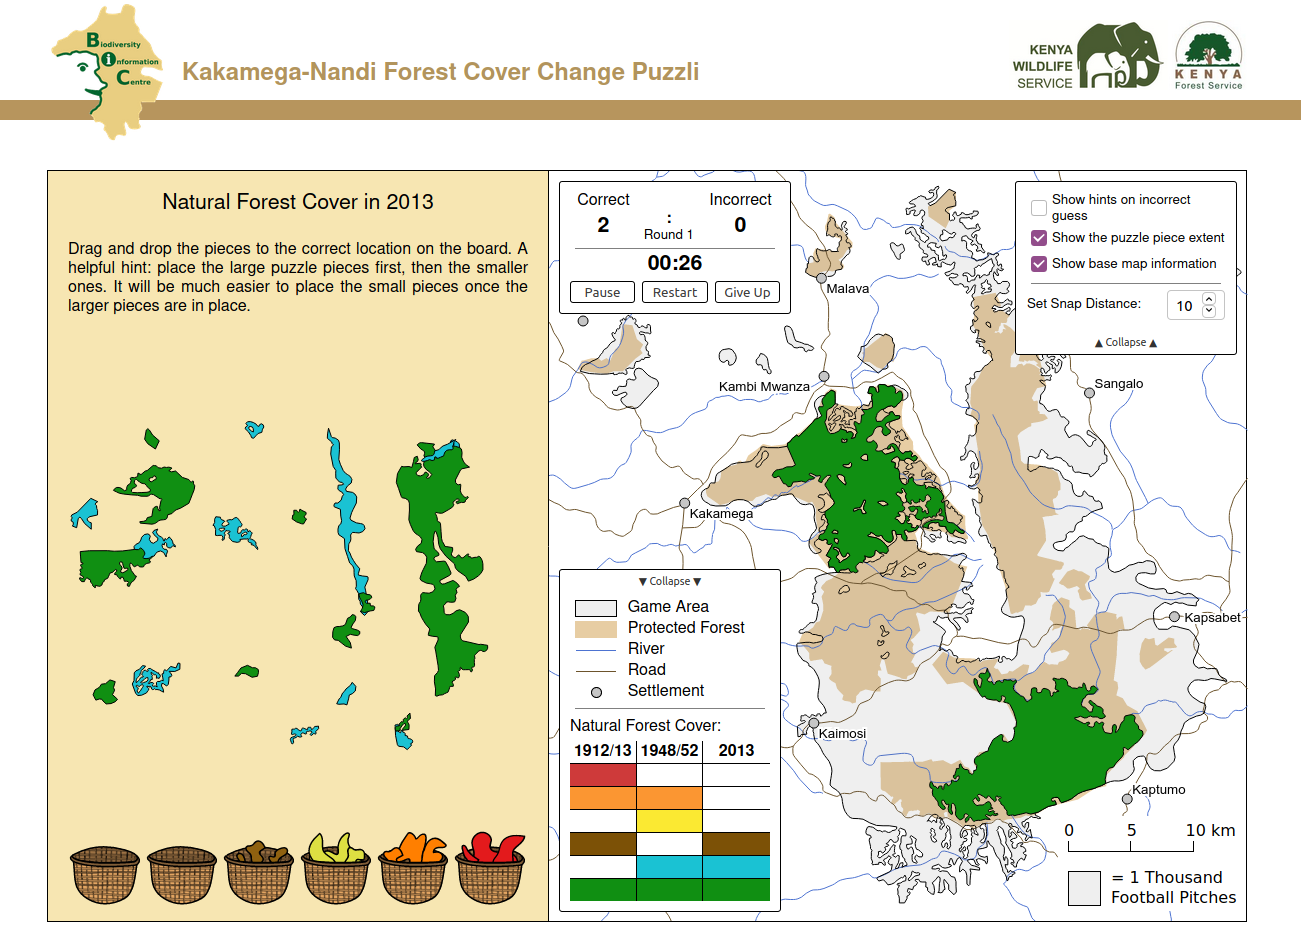 Biodiversity
information
Centre
Kakamega-Nandi Forest Cover Change Puzzli
KENYA
WILDLIFE
SERVICE
KENYA
Forest Service
Natural Forest Cover in 2013
Drag and drop the pieces to the correct location on the board. A
helpful hint: place the large puzzle pieces first, then the smaller
ones. It will be much easier to place the small pieces once the
larger pieces are in place.
Correct
Incorrect
2
:
0
Round 1
00:26
Pause
Restart
Give Up
Show hints on incorrect
guess
Show the puzzle piece extent
Show base map information
Set Snap Distance:
10
▲ Collapse ▲
Malava
Kambi Mwanza
Sangalo
Kakamega
Kapsabet
Kaimosi
Kaptumo
▼ Collapse ▼
Game Area
Protected Forest
River
Road
Settlement
Natural Forest Cover:
1912/13
1948/52
2013
0
5
10 km
= 1 Thousand
Football Pitches